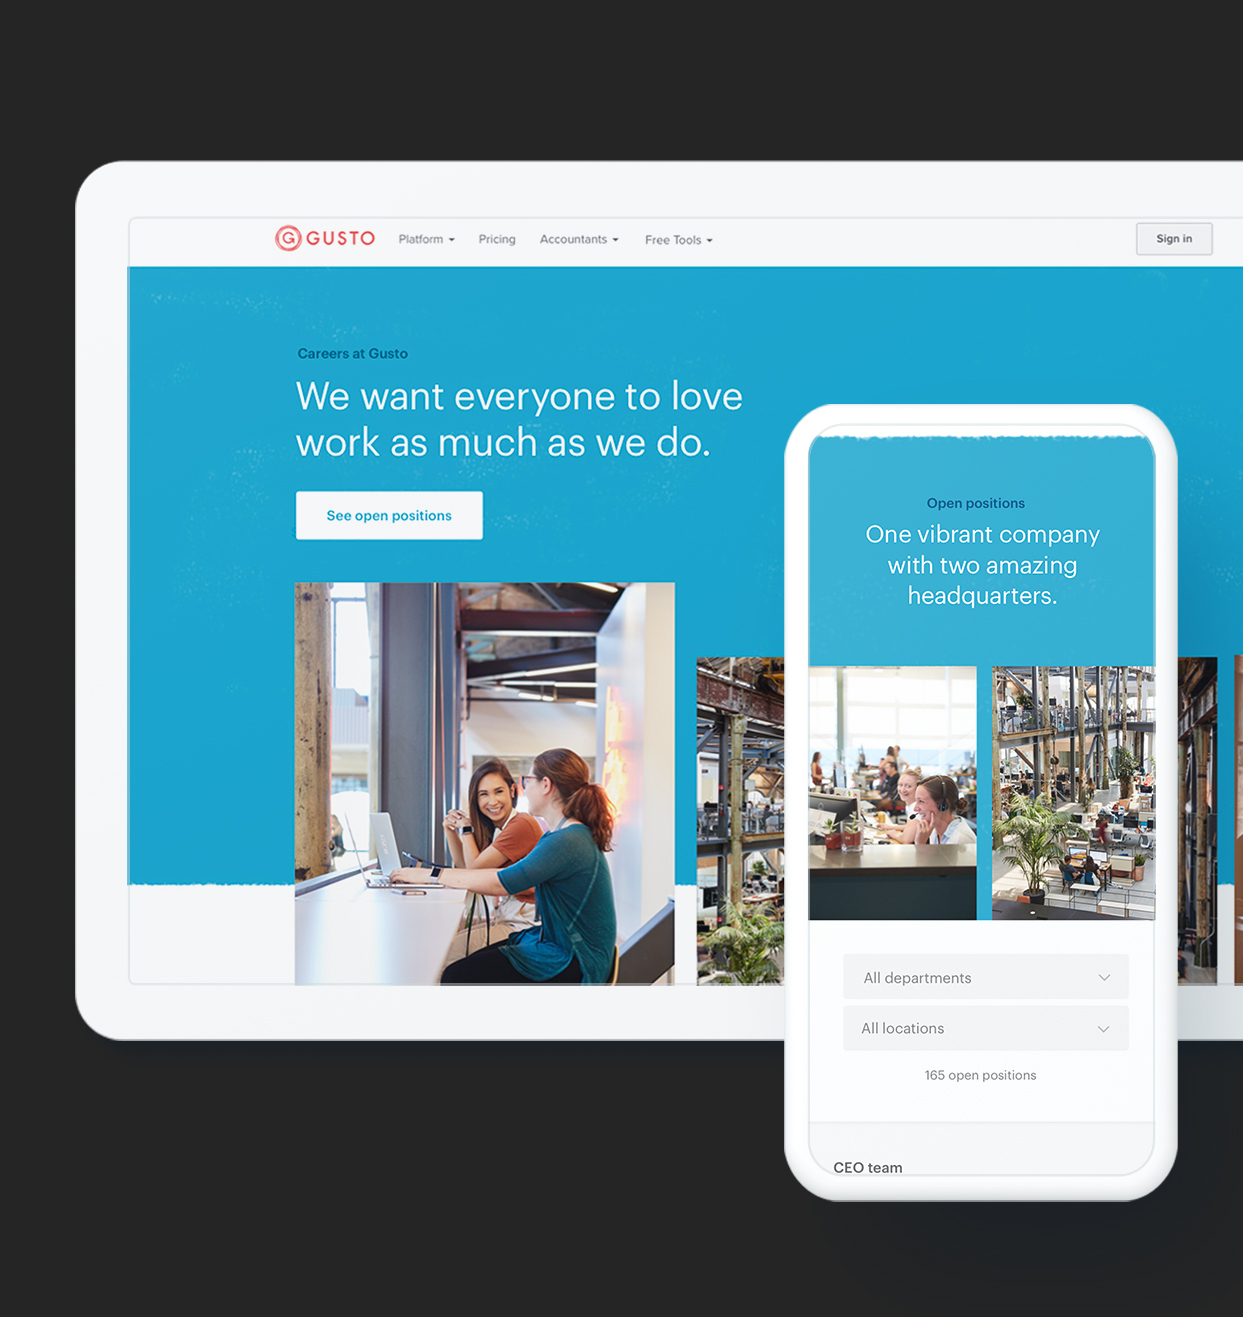 GUSTO
Platform
Pricing
Accountants
Free Tools
Sign in
Careers at Gusto
We want everyone to love
work as much as we do.
See open positions
Open positions
One vibrant company
with two amazing
headquarters.
All departments
All locations
165 open positions
CEO team